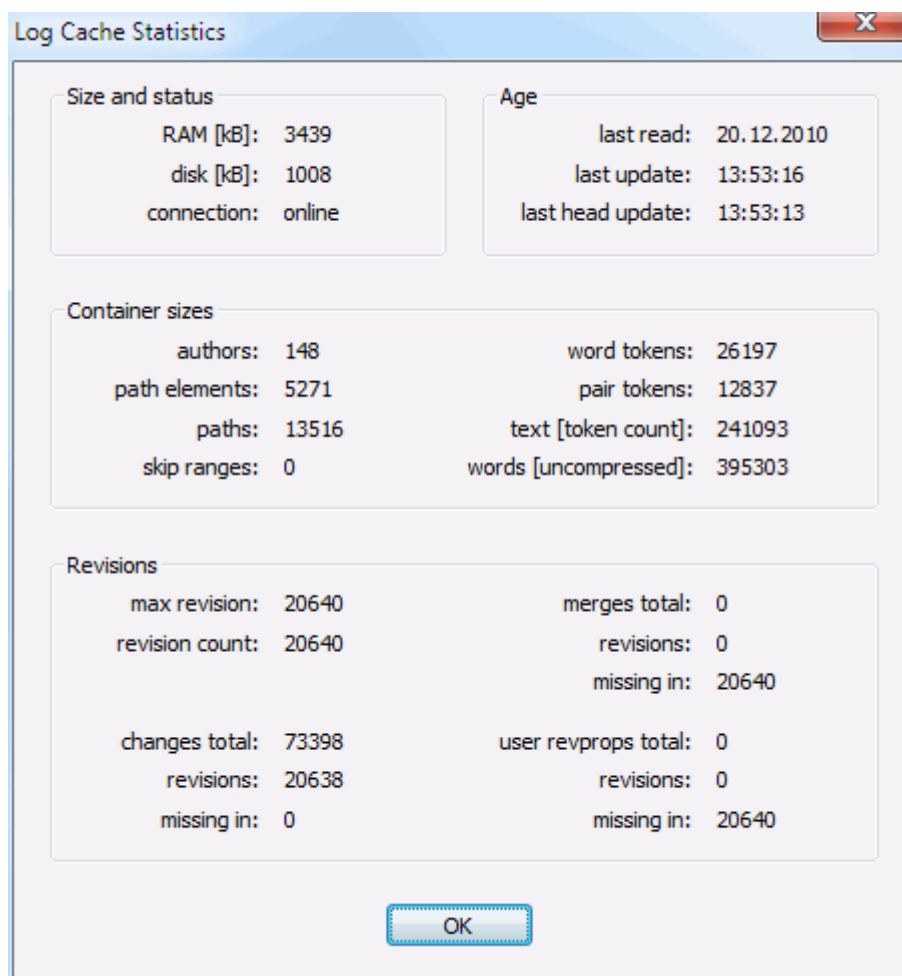 Log Cache Statistics
X
Size and status
RAM [kB]: 3439
disk [kB]: 1008
connection: online
Age
last read: 20.12.2010
last update: 13:53:16
last head update: 13:53:13
Container sizes
authors: 148
path elements: 5271
paths: 13516
skip ranges: 0
word tokens: 26197
pair tokens: 12837
text [token count]: 241093
words [uncompressed]: 395303
Revisions
max revision: 20640
revision count: 20640
changes total: 73398
revisions: 20638
missing in: 0
merges total: 0
revisions: 0
missing in: 20640
user revprops total: 0
revisions: 0
missing in: 20640
OK